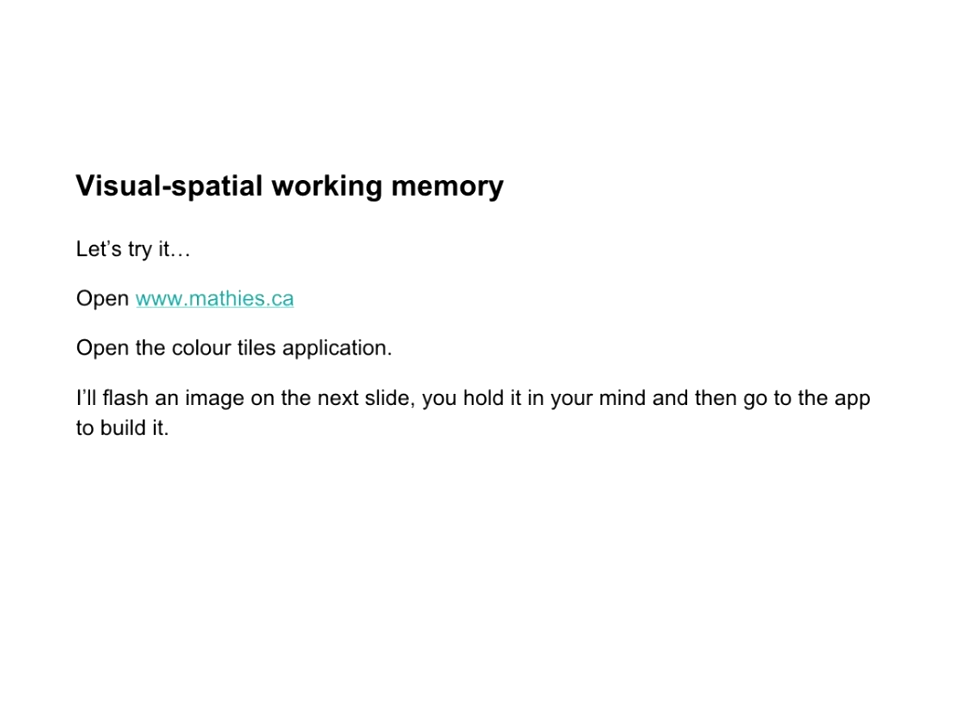 Visual-spatial working memory
Let’s try it…
Open www.mathies.ca
Open the colour tiles application.
I’ll flash an image on the next slide, you hold it in your mind and then go to the app
to build it.